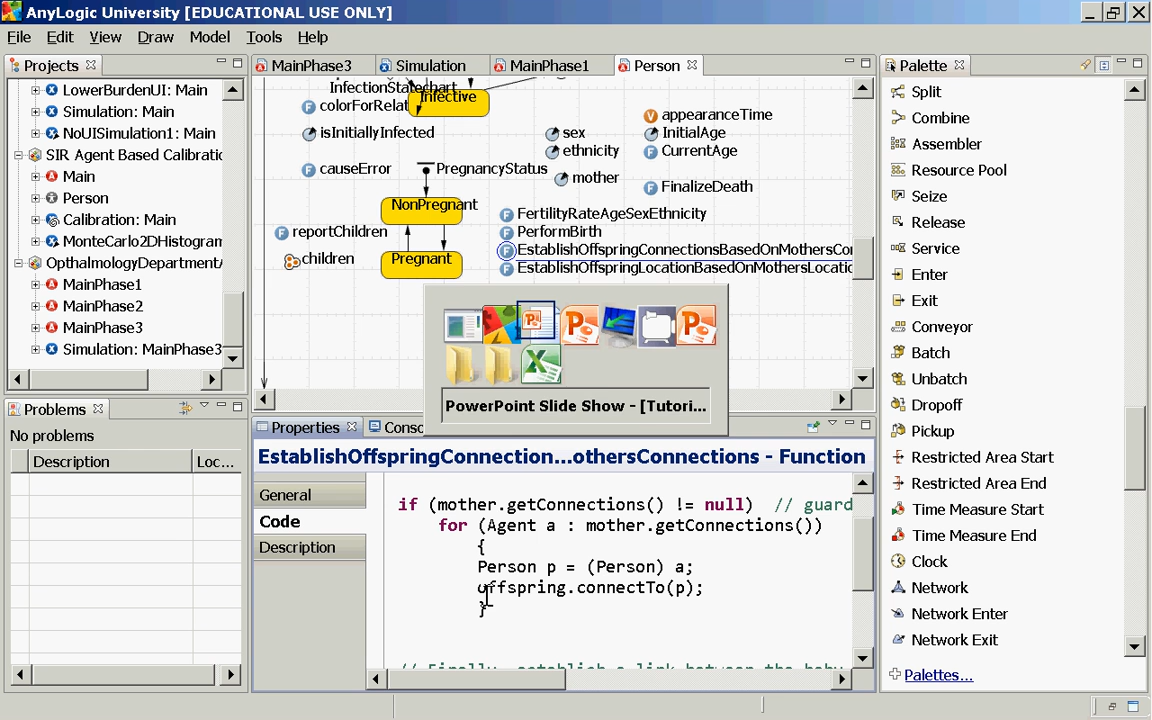 AnyLogic University [EDUCATIONAL USE ONLY]
File Edit View Draw Model Tools Help
Projects
LowerBurdenUI: Main
Simulation: Main
NoUISimulation1: Main
SIR Agent Based Calibratic
Main
Person
Calibration: Main
MonteCarlo2DHistogram
OpthalmologyDepartment
MainPhase1
MainPhase2
MainPhase3
Simulation: MainPhase3
Problems
No problems
Description Loc...
MainPhase3 Simulation MainPhase1 Person
InfectionStatechart
Infective
colorForRelat
isInitiallyInfected
causeError
PregnancyStatus
NonPregnant
Pregnant
reportChildren
children
sex
ethnicity
mother
appearanceTime
InitialAge
CurrentAge
FinalizeDeath
FertilityRateAgeSexEthnicity
PerformBirth
EstablishOffspringConnectionsBasedOnMothersCor
EstablishOffspringLocationBasedOnMothersLocatic
PowerPoint Slide Show - [Tutori...
Properties Consc
EstablishOffspringConnection...othersConnections - Function
General
Code
Description
if (mother.getConnections() != null) // guard
for (Agent a : mother.getConnections())
{
Person p = (Person) a;
offspring.connectTo(p);
}
// Finally, establish a link between the baby
Palette
Split
Combine
Assembler
Resource Pool
Seize
Release
Service
Enter
Exit
Conveyor
Batch
Unbatch
Dropoff
Pickup
Restricted Area Start
Restricted Area End
Time Measure Start
Time Measure End
Clock
Network
Network Enter
Network Exit
Palettes...